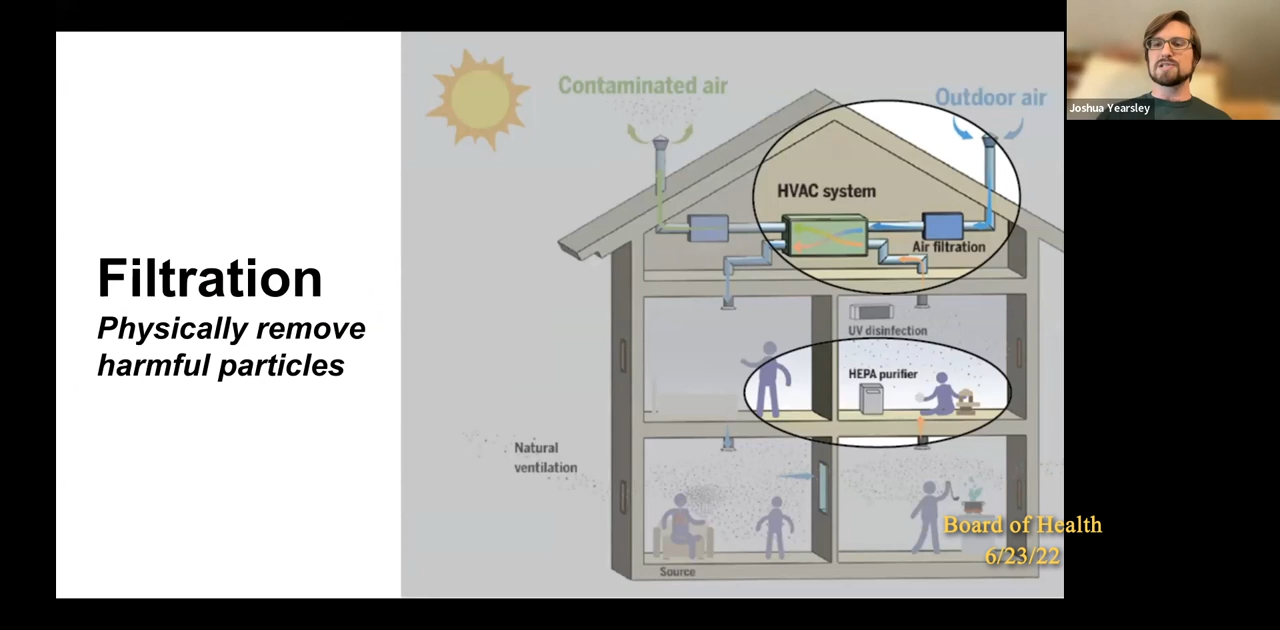 Filtration
Physically remove
harmful particles
Contaminated air
Outdoor air
HVAC system
Air filtration
UV disinfection
HEPA purifier
Natural
ventilation
Source
Board of Health
6/23/22
Joshua Yearsley